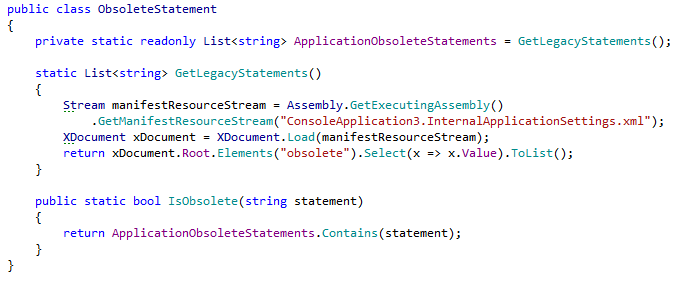 public class ObsoleteStatement
{
    private static readonly List<string> ApplicationObsoleteStatements = GetLegacyStatements();

    static List<string> GetLegacyStatements()
    {
        Stream manifestResourceStream = Assembly.GetExecutingAssembly()
            .GetManifestResourceStream("ConsoleApplication3.InternalApplicationSettings.xml");
        XDocument xDocument = XDocument.Load(manifestResourceStream);
        return xDocument.Root.Elements("obsolete").Select(x => x.Value).ToList();
    }

    public static bool IsObsolete(string statement)
    {
        return ApplicationObsoleteStatements.Contains(statement);
    }
}